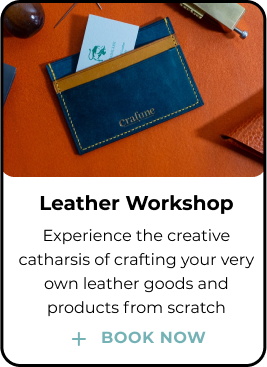 Crafune
Leather Workshop
Experience the creative
catharsis of crafting your very
own leather goods and
products from scratch
+ BOOK NOW